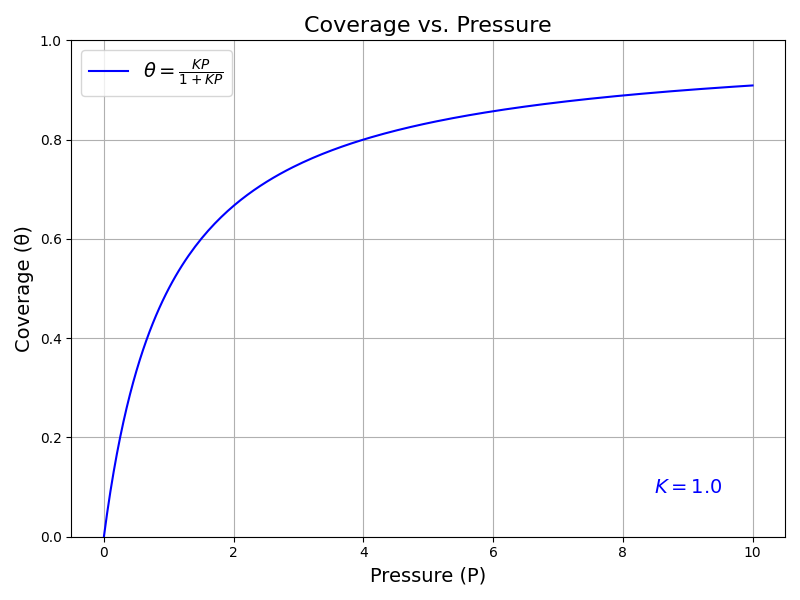 Coverage vs. Pressure
θ = KP / 1 + KP
Coverage (θ)
1.0
0.8
0.6
0.4
0.2
0.0
K = 1.0
0 2 4 6 8 10
Pressure (P)